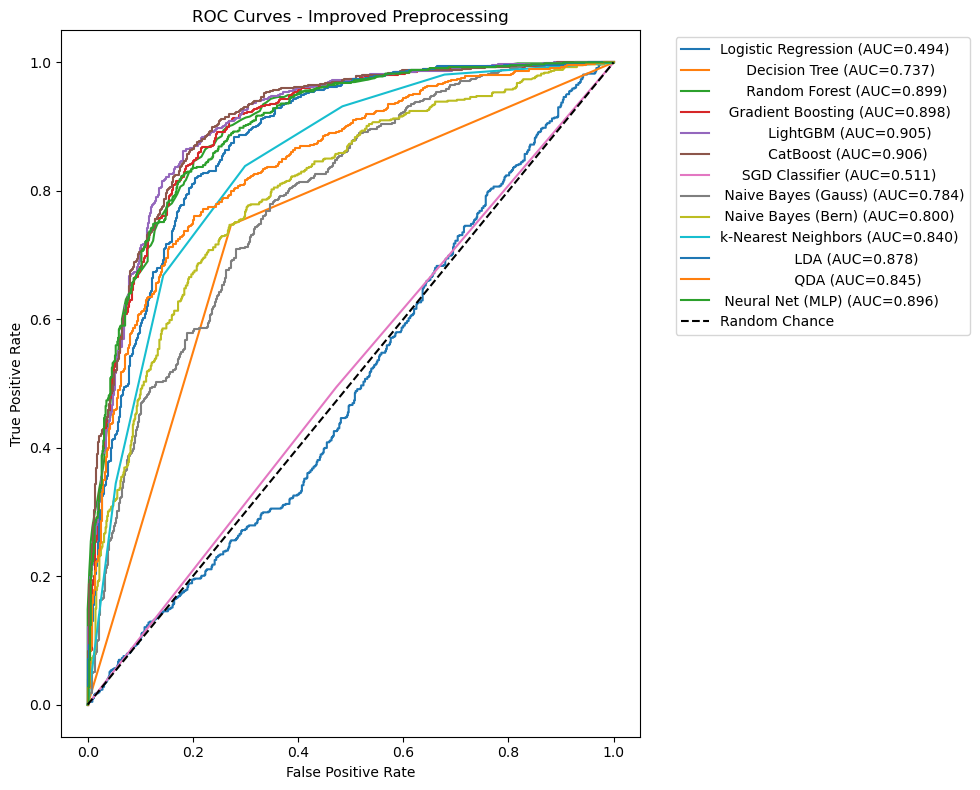 ROC Curves - Improved Preprocessing
1.0
0.8
0.6
0.4
0.2
0.0
True Positive Rate
0.0 0.2 0.4 0.6 0.8 1.0
False Positive Rate
Logistic Regression (AUC=0.494)
Decision Tree (AUC=0.737)
Random Forest (AUC=0.899)
Gradient Boosting (AUC=0.898)
LightGBM (AUC=0.905)
CatBoost (AUC=0.906)
SGD Classifier (AUC=0.511)
Naive Bayes (Gauss) (AUC=0.784)
Naive Bayes (Bern) (AUC=0.800)
k-Nearest Neighbors (AUC=0.840)
LDA (AUC=0.878)
QDA (AUC=0.845)
Neural Net (MLP) (AUC=0.896)
Random Chance